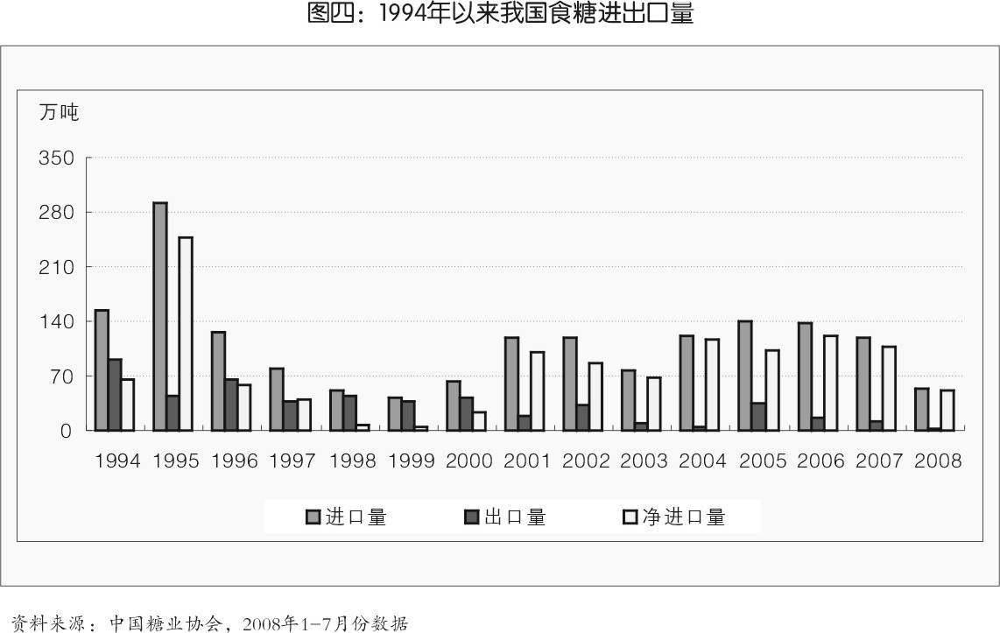 图四：1994年以来我国食糖进出口量
万吨
350
280
210
140
70
0
1994 1995 1996 1997 1998 1999 2000 2001 2002 2003 2004 2005 2006 2007 2008
进口量 出口量 净进口量
资料来源：中国糖业协会，2008年1-7月份数据